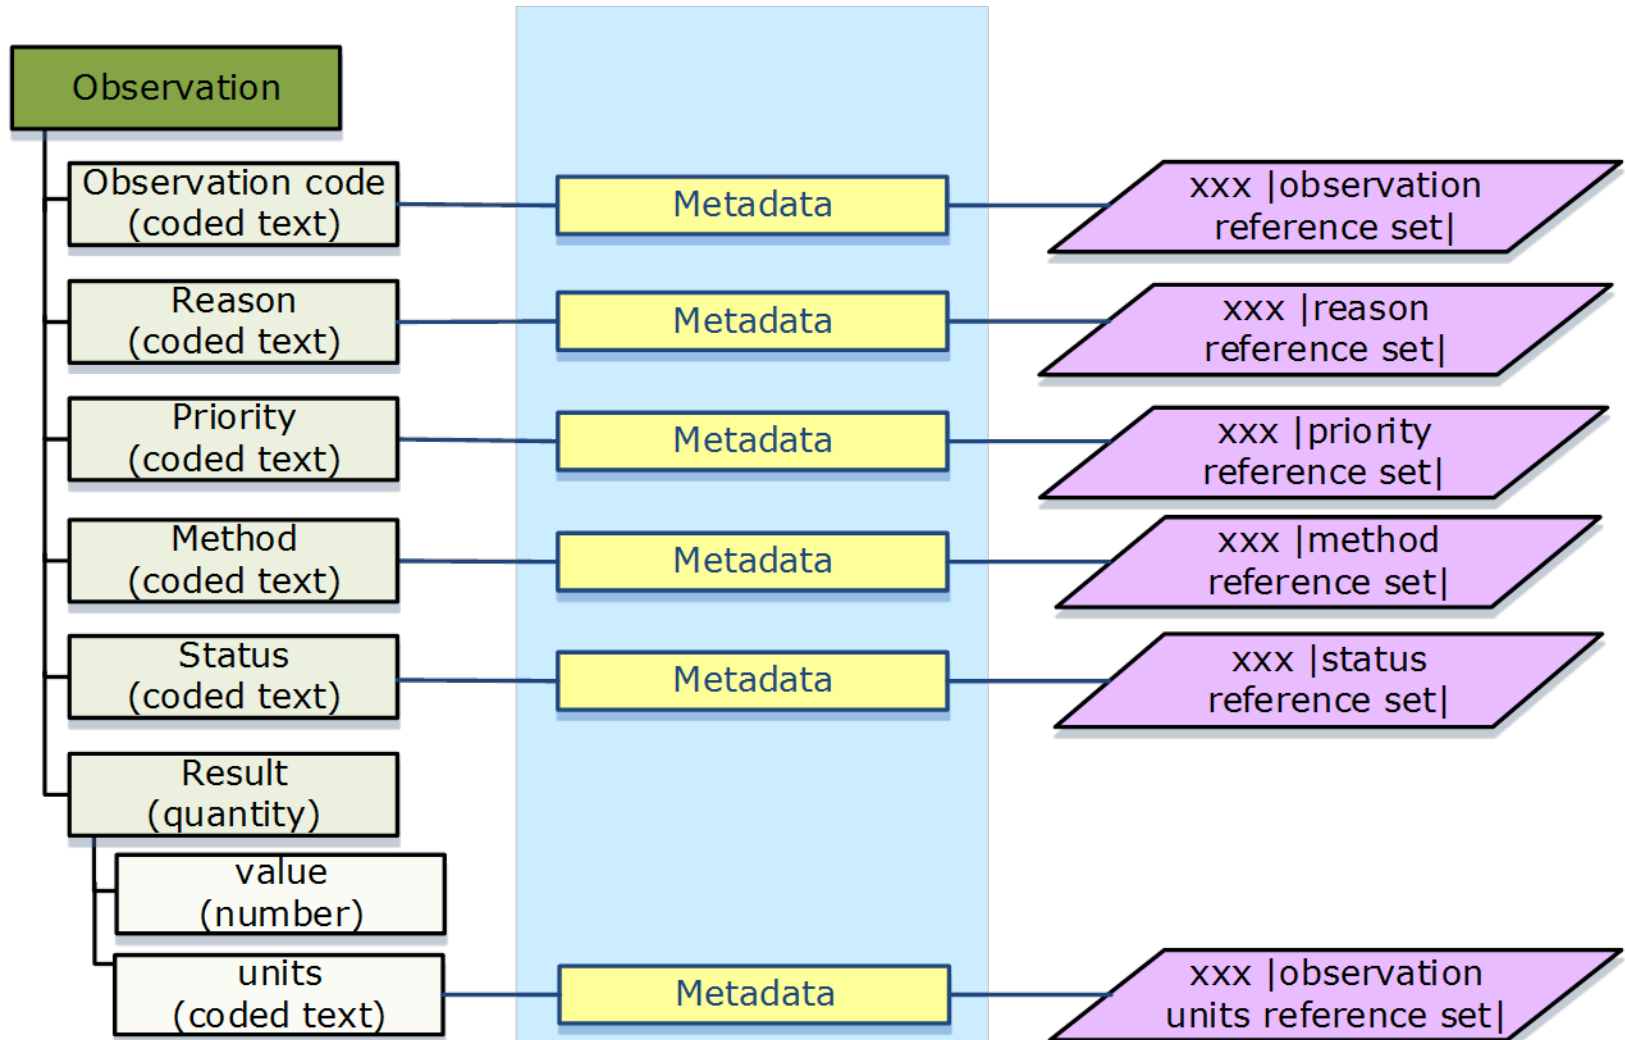 Observation
Observation code
(coded text)
Metadata
xxx |observation
reference set|
Reason
(coded text)
Metadata
xxx |reason
reference set|
Priority
(coded text)
Metadata
xxx |priority
reference set|
Method
(coded text)
Metadata
xxx |method
reference set|
Status
(coded text)
Metadata
xxx |status
reference set|
Result
(quantity)
value
(number)
units
(coded text)
Metadata
xxx |observation
units reference set|